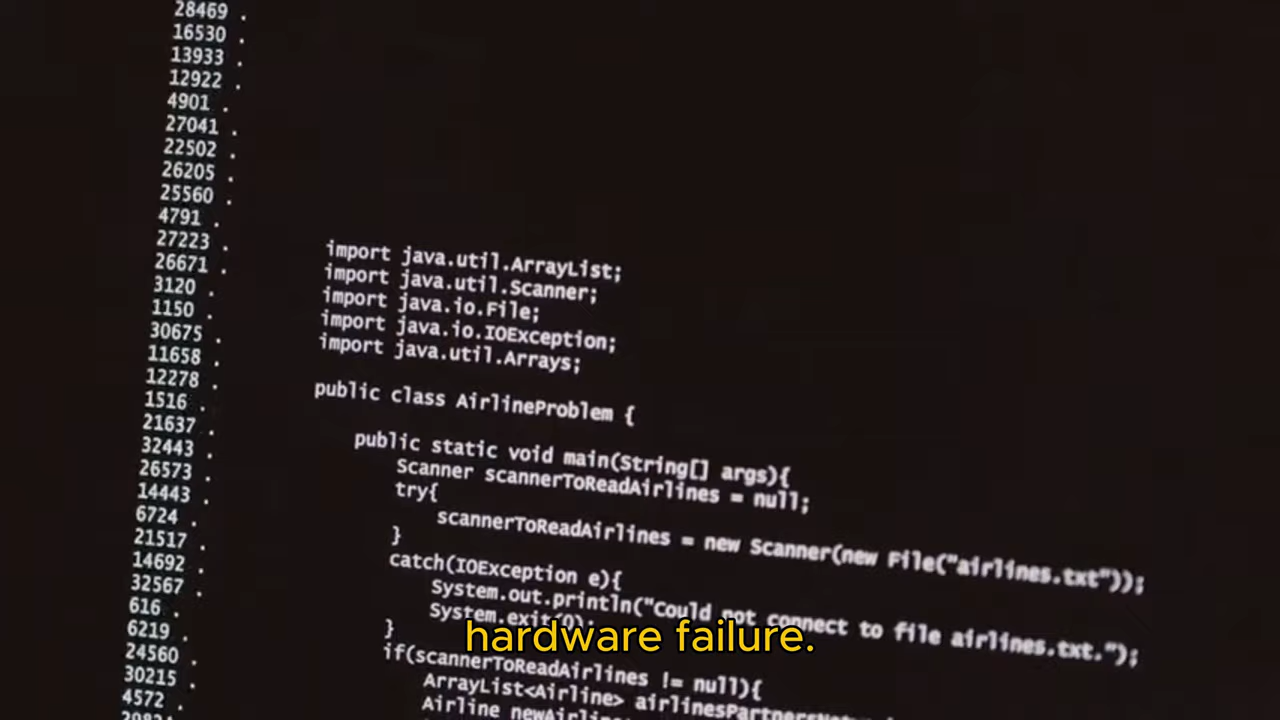 28469 .
16530 .
13933 .
12922 .
4901 .
27041 .
22502 .
26205 .
25560 .
4791 .
27223 .
26671 .
3120 .
1150 .
30675 .
11658 .
12278 .
1516 .
21637 .
32443 .
26573 .
14443 .
6724 .
21517 .
14692 .
32567 .
616 .
6219 .
24560 .
30215 .
4572 .
import java.util.ArrayList;
import java.util.Scanner;
import java.io.File;
import java.io.IOException;
import java.util.Arrays;
public class AirlineProblem {
public static void main(String[] args){
Scanner scannerToReadAirlines = null;
try{
scannerToReadAirlines = new Scanner(new File("airlines.txt"));
}
catch(IOException e){
System.out.println("Could not connect to file airlines.txt.");
System.exit(0);
}
if(scannerToReadAirlines != null){
ArrayList<Airline>
Airline
hardware failure.